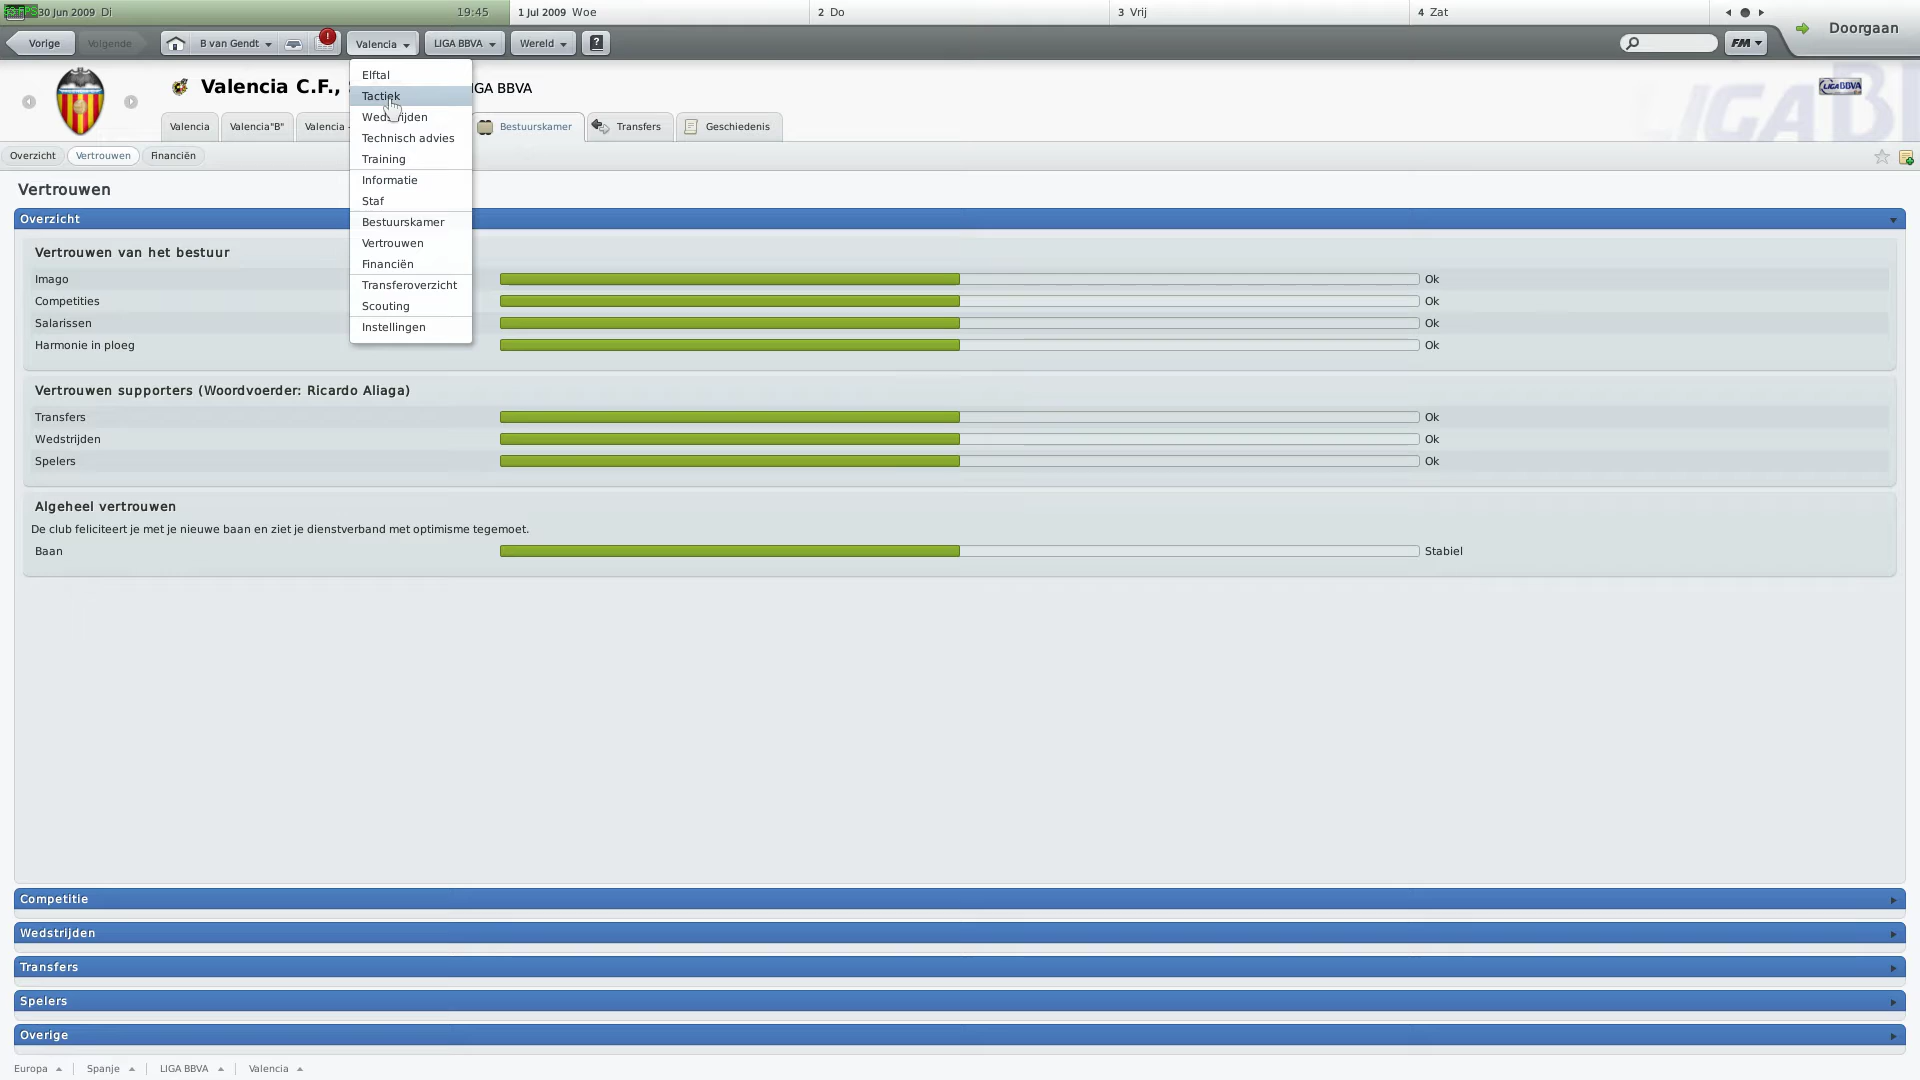 53 FPS 30 Jun 2009 Di 19:45 1 Jul 2009 Woe 2 Do 3 Vrij 4 Zat
Vorige Volgende B van Gendt ! Valencia LIGA BBVA Wereld ? FM Doorgaan
Valencia C.F., IGA BBVA
LIGA BBVA
Valencia Valencia"B" Valencia Bestuurskamer Transfers Geschiedenis
Overzicht Vertrouwen Financiën
Elftal
Tactiek
Wedstrijden
Technisch advies
Training
Informatie
Staf
Bestuurskamer
Vertrouwen
Financiën
Transferoverzicht
Scouting
Instellingen
Vertrouwen
Overzicht
Vertrouwen van het bestuur
Imago Ok
Competities Ok
Salarissen Ok
Harmonie in ploeg Ok
Vertrouwen supporters (Woordvoerder: Ricardo Aliaga)
Transfers Ok
Wedstrijden Ok
Spelers Ok
Algeheel vertrouwen
De club feliciteert je met je nieuwe baan en ziet je dienstverband met optimisme tegemoet.
Baan Stabiel
Competitie
Wedstrijden
Transfers
Spelers
Overige
Europa Spanje LIGA BBVA Valencia